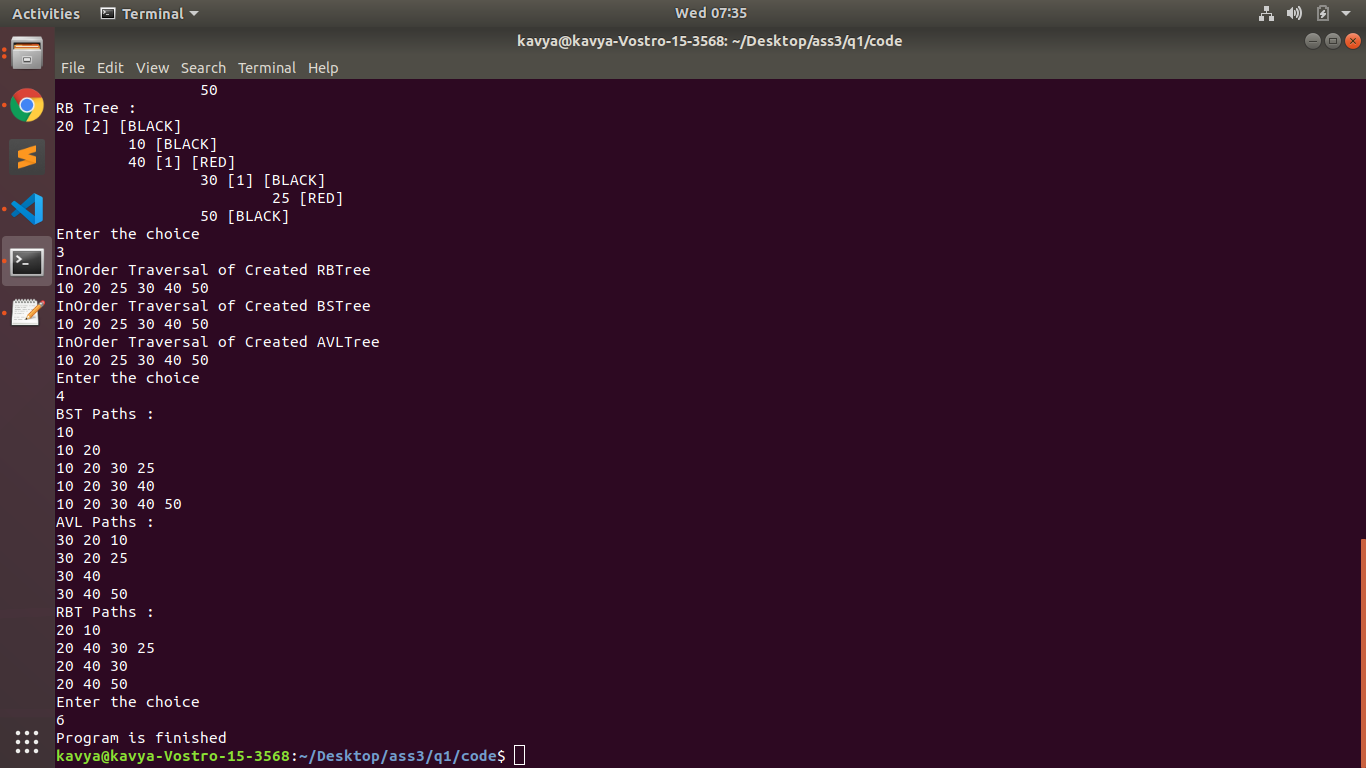 Activities Terminal Wed 07:35
kavya@kavya-Vostro-15-3568: ~/Desktop/ass3/q1/code
File Edit View Search Terminal Help
50
RB Tree :
20 [2] [BLACK]
10 [BLACK]
40 [1] [RED]
30 [1] [BLACK]
25 [RED]
50 [BLACK]
Enter the choice
3
InOrder Traversal of Created RBTree
10 20 25 30 40 50
InOrder Traversal of Created BSTree
10 20 25 30 40 50
InOrder Traversal of Created AVLTree
10 20 25 30 40 50
Enter the choice
4
BST Paths :
10
10 20
10 20 30 25
10 20 30 40
10 20 30 40 50
AVL Paths :
30 20 10
30 20 25
30 40
30 40 50
RBT Paths :
20 10
20 40 30 25
20 40 30
20 40 50
Enter the choice
6
Program is finished
kavya@kavya-Vostro-15-3568:~/Desktop/ass3/q1/code$